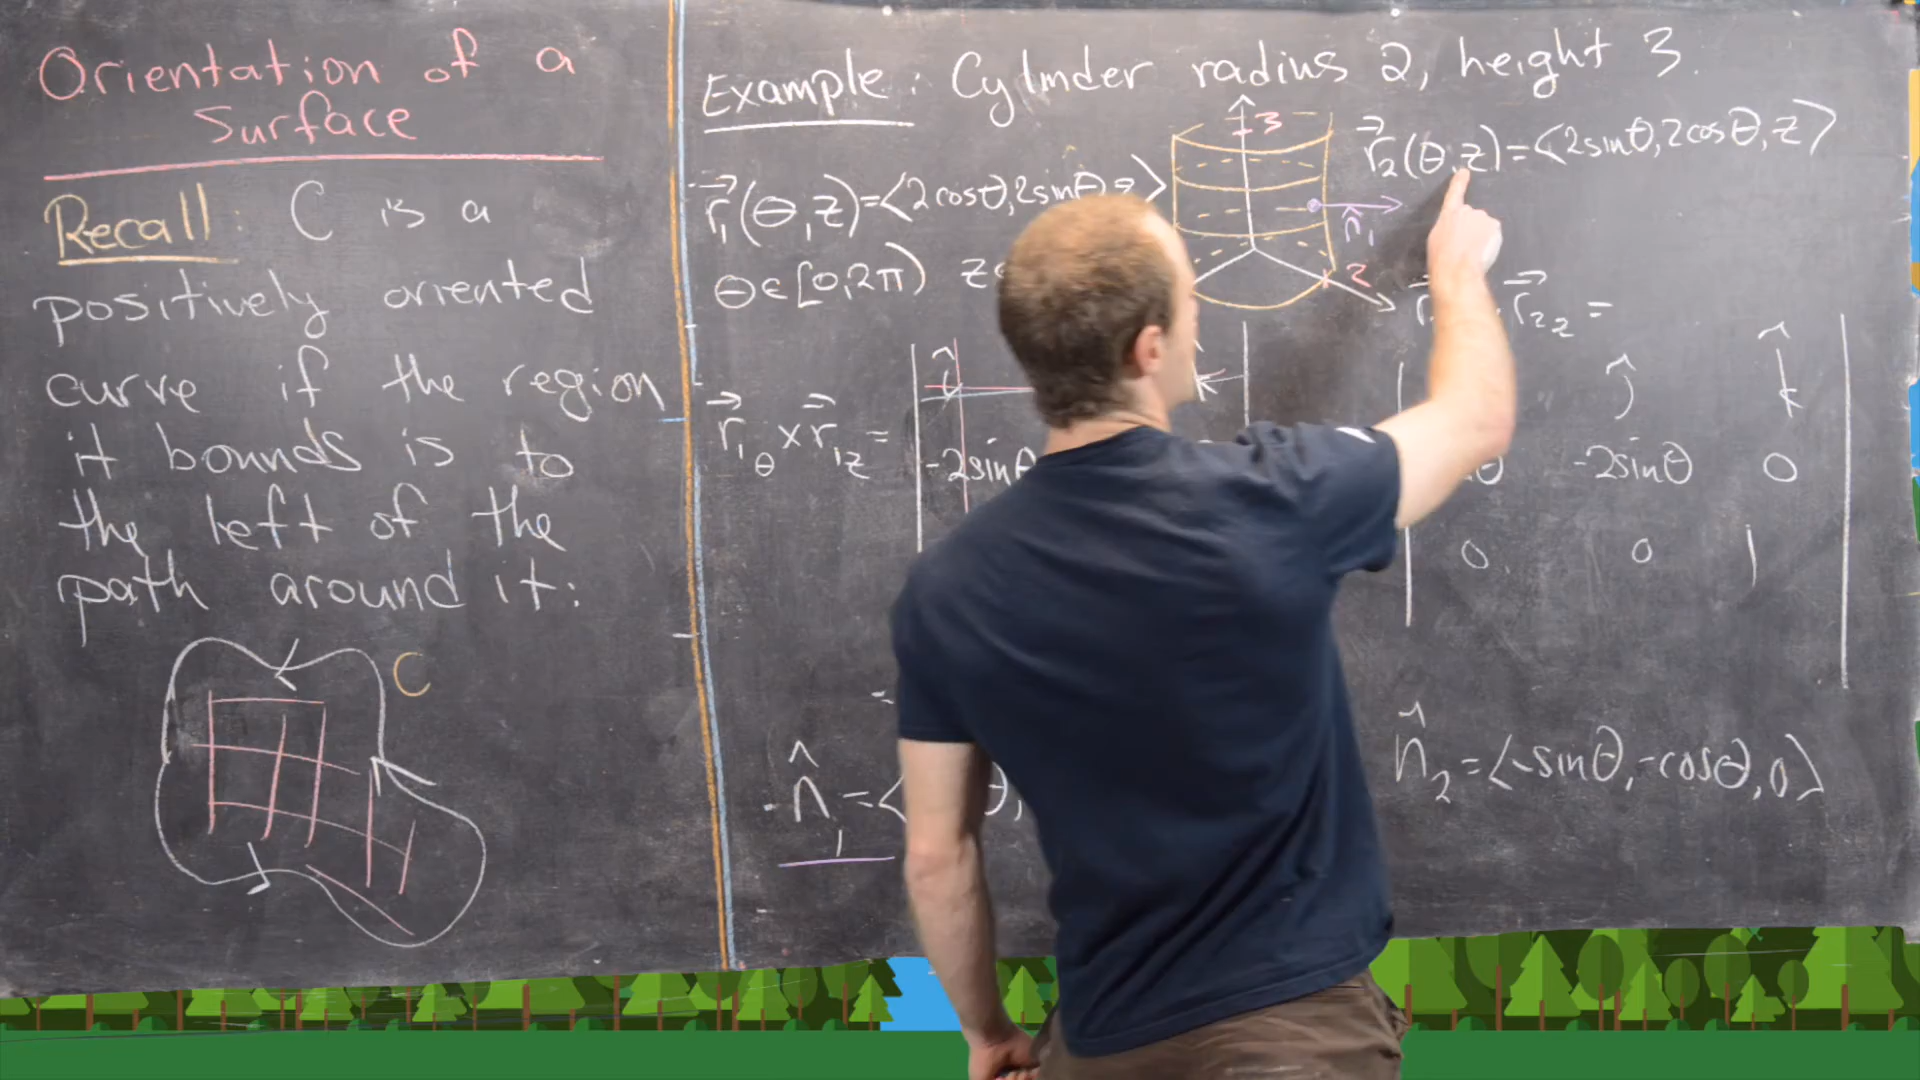 Orientation of a
Surface
Recall: C is a
positively oriented
curve if the region
it bounds is to
the left of the
path around it:
C
Example: Cylinder radius 2, height 3.
r⃗₁(θ,z)=⟨2cosθ,2sinθ,z⟩
θ∈[0,2π) z∈
3
n̂₁
2
r⃗₁θ × r⃗₁z =
î
-2sinθ
n̂₁=⟨
r⃗₂(θ,z)=⟨2sinθ,2cosθ,z⟩
r⃗₂z =
ĵ k̂
θ -2sinθ 0
0 0 1
n̂₂=⟨-sinθ,-cosθ,0⟩